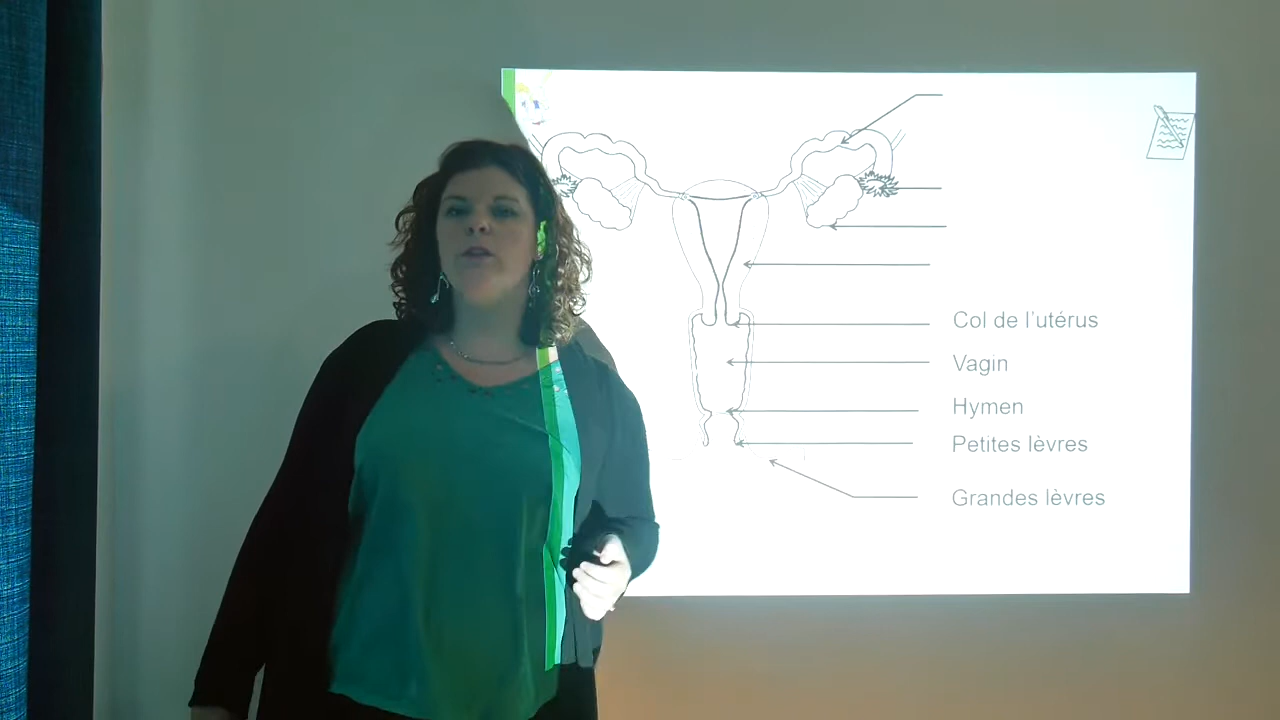 Col de l'utérus
Vagin
Hymen
Petites lèvres
Grandes lèvres